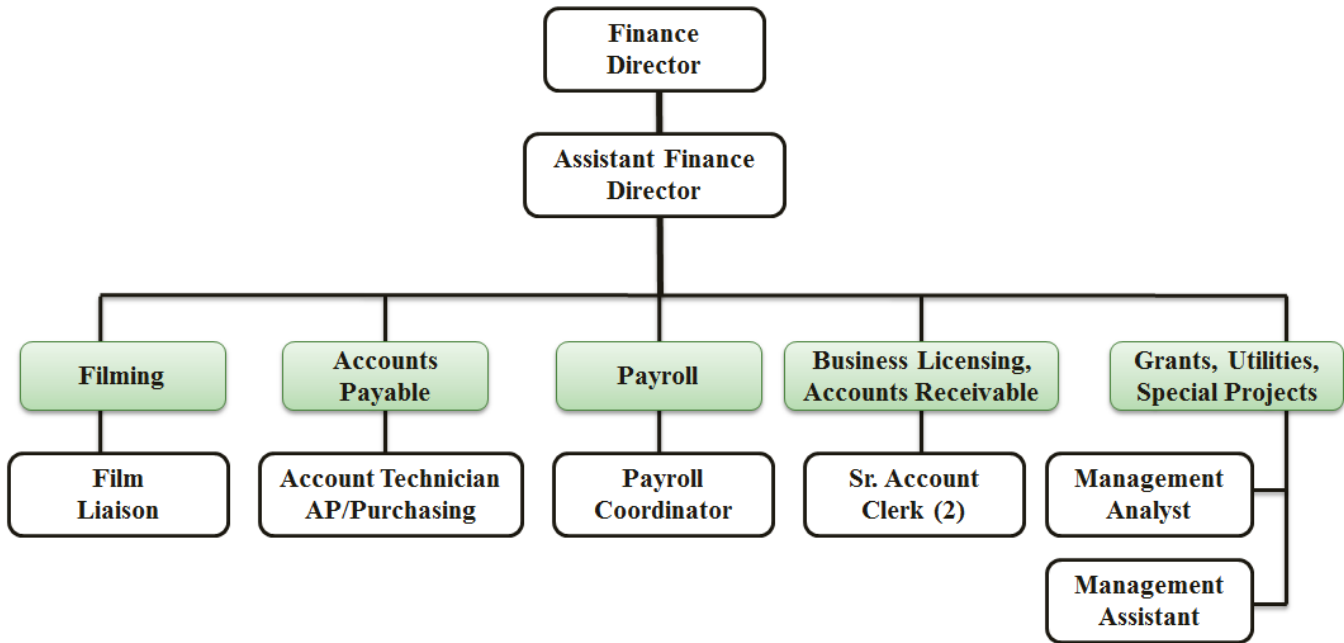 Finance
Director
Assistant Finance
Director
Filming
Accounts
Payable
Payroll
Business Licensing,
Accounts Receivable
Grants, Utilities,
Special Projects
Film
Liaison
Account Technician
AP/Purchasing
Payroll
Coordinator
Sr. Account
Clerk (2)
Management
Analyst
Management
Assistant